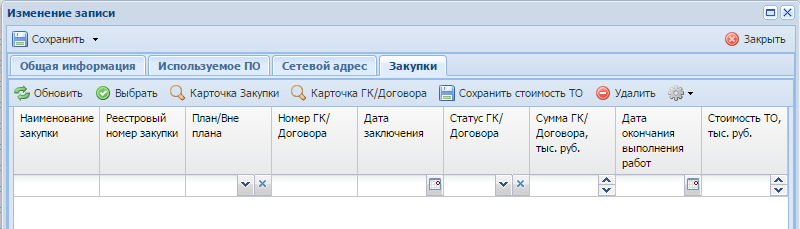 Изменение записи
Сохранить
Закрыть
Общая информация Используемое ПО Сетевой адрес Закупки
Обновить Выбрать Карточка Закупки Карточка ГК/Договора Сохранить стоимость ТО Удалить
Наименование закупки
Реестровый номер закупки
План/Вне плана
Номер ГК/ Договора
Дата заключения
Статус ГК/ Договора
Сумма ГК/ Договора, тыс. руб.
Дата окончания выполнения работ
Стоимость ТО, тыс. руб.